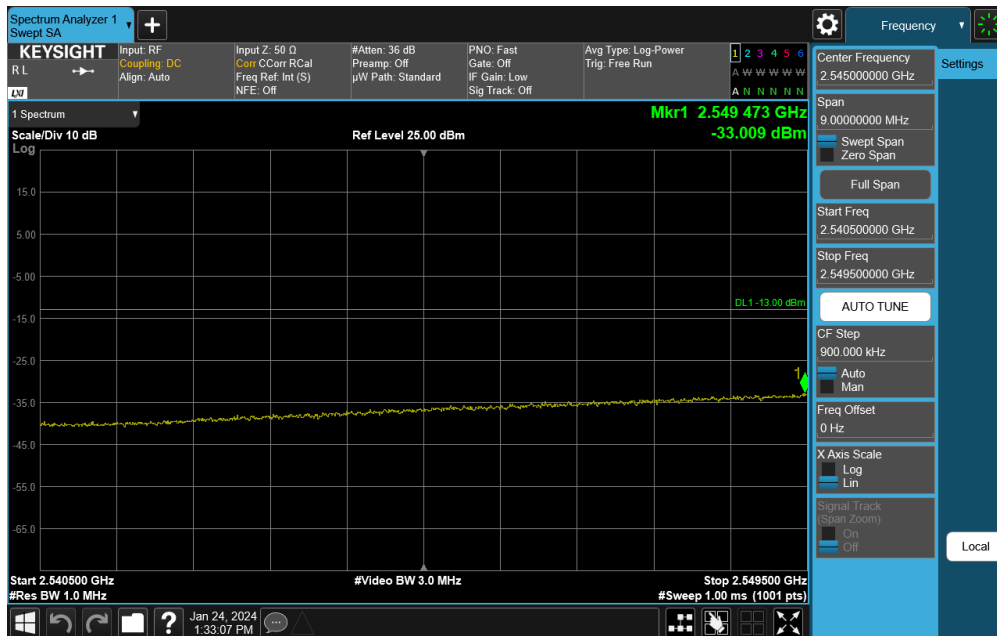 Spectrum Analyzer 1
Swept SA
Frequency
KEYSIGHT
R L
LXI
Input: RF
Coupling: DC
Align: Auto
Input Z: 50 Ω
Corr CCorr RCal
Freq Ref: Int (S)
NFE: Off
#Atten: 36 dB
Preamp: Off
µW Path: Standard
PNO: Fast
Gate: Off
IF Gain: Low
Sig Track: Off
Avg Type: Log-Power
Trig: Free Run
1 2 3 4 5 6
A W W W W W
A N N N N N
1 Spectrum
Scale/Div 10 dB
Log
Ref Level 25.00 dBm
Mkr1 2.549 473 GHz
-33.009 dBm
15.0
5.00
-5.00
DL1 -13.00 dBm
-15.0
-25.0
1
-35.0
-45.0
-55.0
-65.0
Start 2.540500 GHz
#Res BW 1.0 MHz
#Video BW 3.0 MHz
Stop 2.549500 GHz
#Sweep 1.00 ms (1001 pts)
Center Frequency
2.545000000 GHz
Span
9.00000000 MHz
Swept Span
Zero Span
Full Span
Start Freq
2.540500000 GHz
Stop Freq
2.549500000 GHz
AUTO TUNE
CF Step
900.000 kHz
Auto
Man
Freq Offset
0 Hz
X Axis Scale
Log
Lin
Signal Track
(Span Zoom)
On
Off
Settings
Local
?
Jan 24, 2024
1:33:07 PM